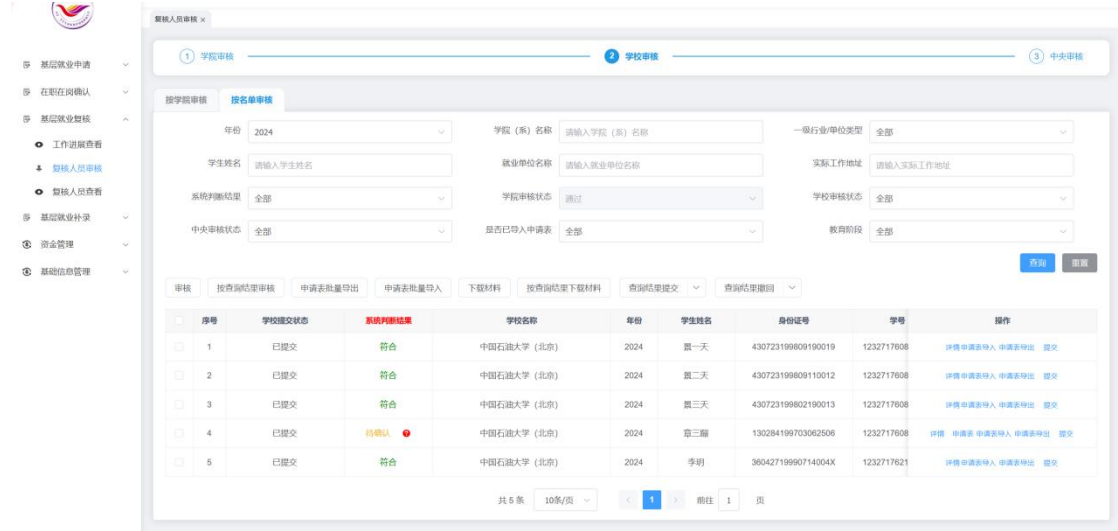 复核人员审核 ×
基层就业申请
在职在岗确认
基层就业复核
工作进展查看
复核人员审核
复核人员查看
基层就业补录
资金管理
基础信息管理
1 学院审核 2 学校审核 3 中央审核
按学院审核 按名单审核
年份 2024 学院（系）名称 请输入学院（系）名称 一级行业/单位类型 全部
学生姓名 请输入学生姓名 就业单位名称 请输入就业单位名称 实际工作地址 请输入实际工作地址
系统判断结果 全部 学院审核状态 通过 学校审核状态 全部
中央审核状态 全部 是否已导入申请表 全部 教育阶段 全部
查询 重置
审核 按查询结果审核 申请表批量导出 申请表批量导入 下载材料 按查询结果下载材料 查询结果提交 查询结果撤回
序号 学校提交状态 系统判断结果 学校名称 年份 学生姓名 身份证号 学号 操作
1 已提交 符合 中国石油大学（北京） 2024 景一天 430723199809190019 1232717608 详情 申请表导入 申请表导出 提交
2 已提交 符合 中国石油大学（北京） 2024 景二天 430723199809110012 1232717608 详情 申请表导入 申请表导出 提交
3 已提交 符合 中国石油大学（北京） 2024 景三天 430723199802190013 1232717608 详情 申请表导入 申请表导出 提交
4 已提交 待确认 中国石油大学（北京） 2024 130284199703062506 1232717608 详情 申请表 申请表导入 申请表导出 提交
5 已提交 符合 中国石油大学（北京） 2024 李玥 36042719990714004X 1232717621 详情 申请表导入 申请表导出 提交
共 5 条 10条/页 < 1 > 前往 1 页